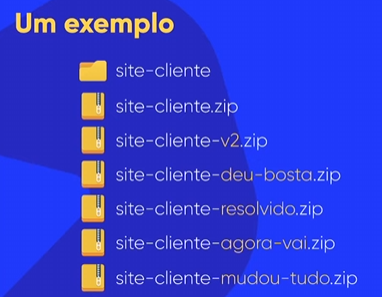 Um exemplo
site-cliente
site-cliente.zip
site-cliente-v2.zip
site-cliente-deu-bosta.zip
site-cliente-resolvido.zip
site-cliente-agora-vai.zip
site-cliente-mudou-tudo.zip